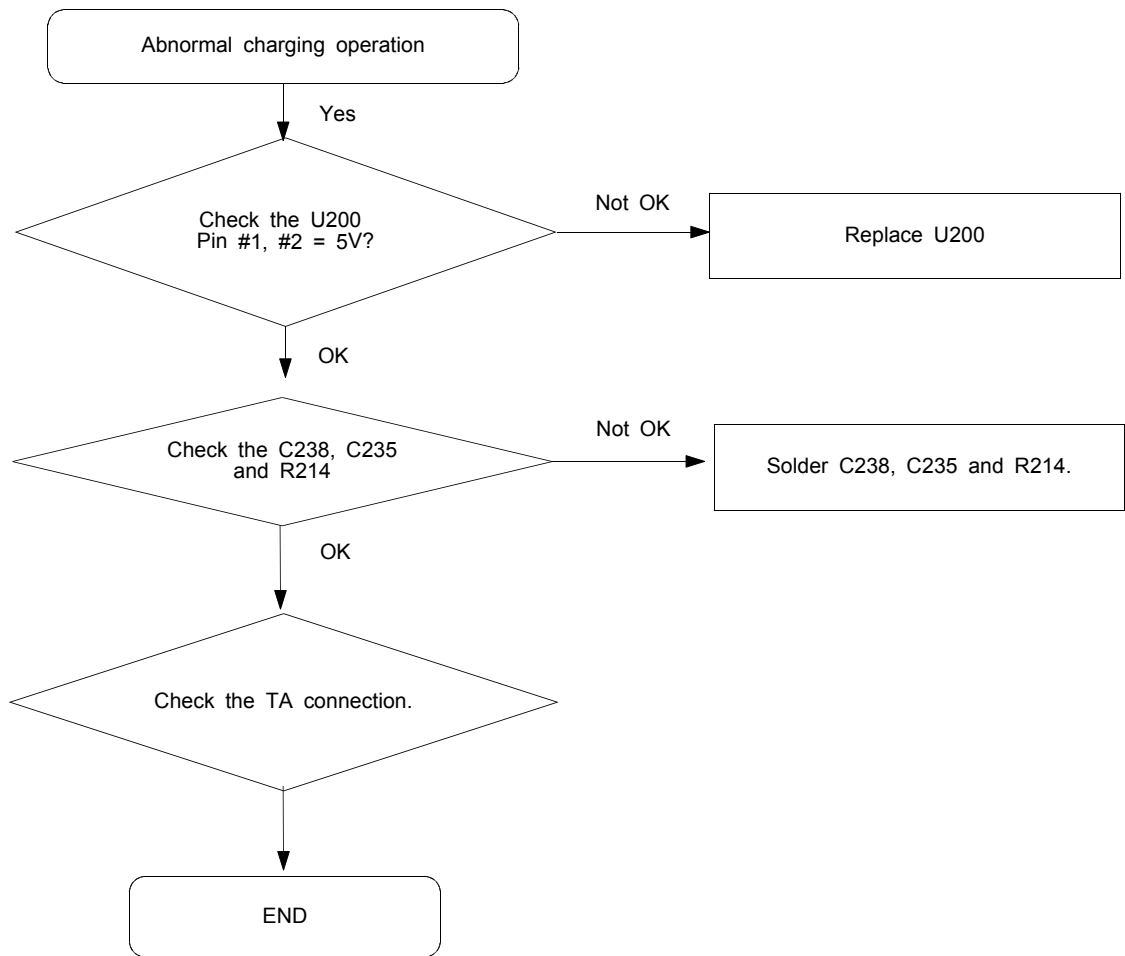 Abnormal charging operation
Yes
Check the U200
Pin #1, #2 = 5V?
Not OK
Replace U200
OK
Check the C238, C235
and R214
Not OK
Solder C238, C235 and R214.
OK
Check the TA connection.
END